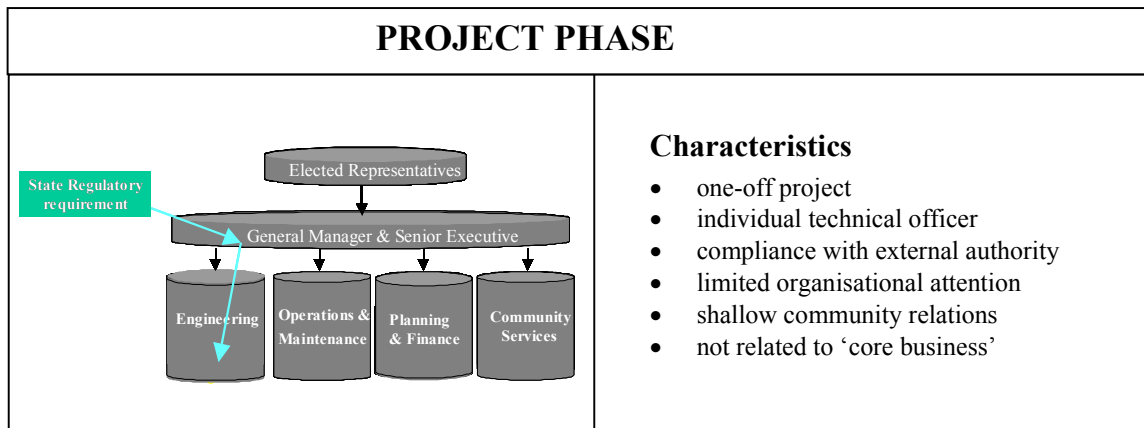 PROJECT PHASE
Elected Representatives
State Regulatory
requirement
General Manager & Senior Executive
Engineering
Operations &
Maintenance
Planning
& Finance
Community
Services
Characteristics
• one-off project
• individual technical officer
• compliance with external authority
• limited organisational attention
• shallow community relations
• not related to ‘core business’